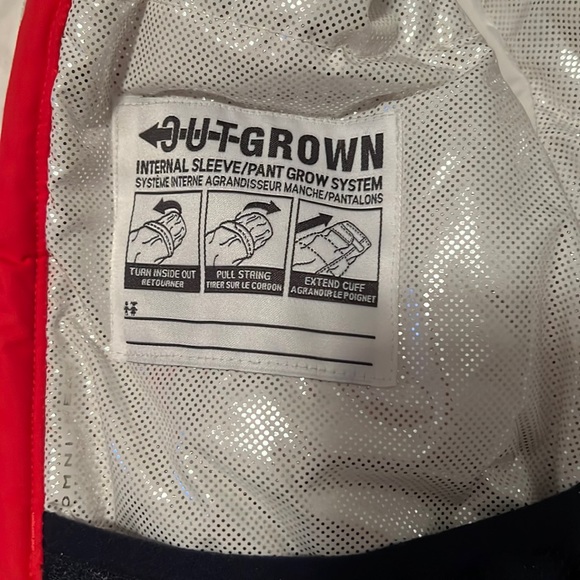 OUTGROWN
INTERNAL SLEEVE/PANT GROW SYSTEM
SYSTÈME INTERNE AGRANDISSEUR MANCHE/PANTALONS
TURN INSIDE OUT
RETOURNER
PULL STRING
TIRER SUR LE CORDON
EXTEND CUFF
AGRANDIR LE POIGNET